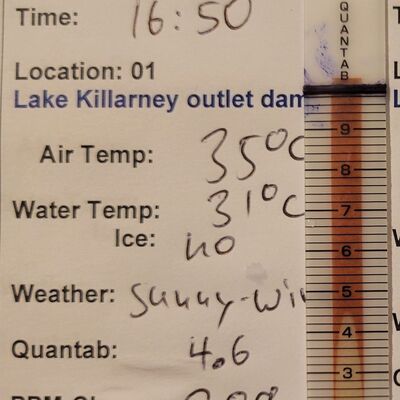 Time: 16:50
QUANTAB
Location: 01
Lake Killarney outlet dam
9
Air Temp: 35°C
8
Water Temp: 31°C
7
Ice: no
6
Weather: Sunny-Wi
5
4
Quantab: 4.6
3